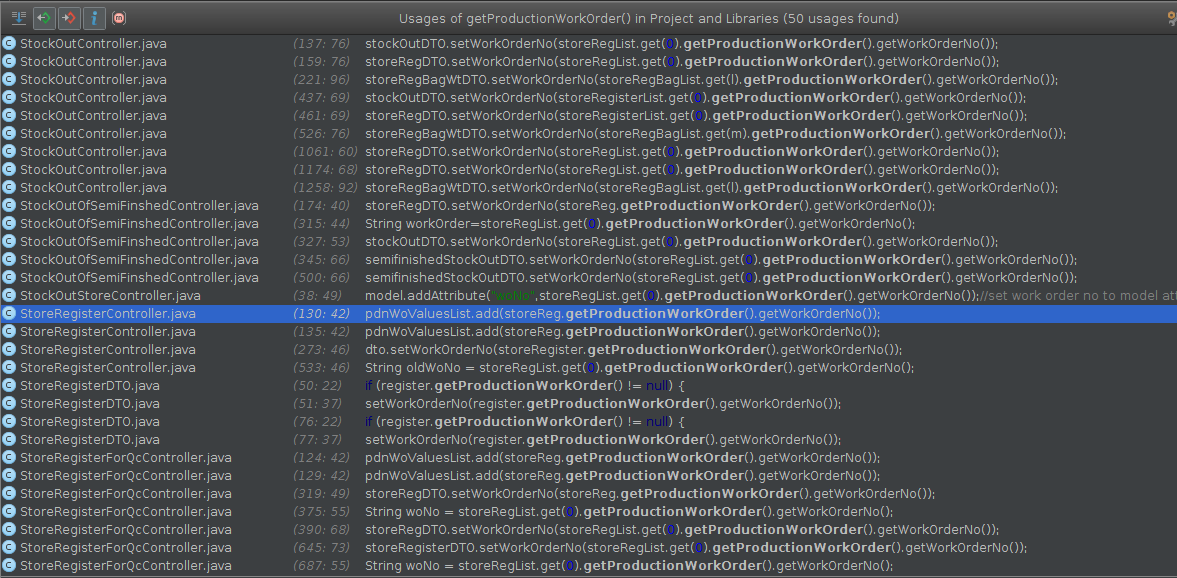 Usages of getProductionWorkOrder() in Project and Libraries (50 usages found)
StockOutController.java (137: 76) stockOutDTO.setWorkOrderNo(storeRegList.get(0).getProductionWorkOrder().getWorkOrderNo());
StockOutController.java (159: 76) storeRegDTO.setWorkOrderNo(storeRegList.get(0).getProductionWorkOrder().getWorkOrderNo());
StockOutController.java (221: 96) storeRegBagWtDTO.setWorkOrderNo(storeRegBagList.get(l).getProductionWorkOrder().getWorkOrderNo());
StockOutController.java (437: 69) stockOutDTO.setWorkOrderNo(storeRegisterList.get(0).getProductionWorkOrder().getWorkOrderNo());
StockOutController.java (461: 69) storeRegDTO.setWorkOrderNo(storeRegisterList.get(0).getProductionWorkOrder().getWorkOrderNo());
StockOutController.java (526: 76) storeRegBagWtDTO.setWorkOrderNo(storeRegBagList.get(m).getProductionWorkOrder().getWorkOrderNo());
StockOutController.java (1061: 60) storeRegDTO.setWorkOrderNo(storeRegList.get(0).getProductionWorkOrder().getWorkOrderNo());
StockOutController.java (1174: 68) storeRegDTO.setWorkOrderNo(storeRegList.get(0).getProductionWorkOrder().getWorkOrderNo());
StockOutController.java (1258: 92) storeRegBagWtDTO.setWorkOrderNo(storeRegBagList.get(l).getProductionWorkOrder().getWorkOrderNo());
StockOutOfSemiFinshedController.java (174: 40) storeRegDTO.setWorkOrderNo(storeReg.getProductionWorkOrder().getWorkOrderNo());
StockOutOfSemiFinshedController.java (315: 44) String workOrder=storeRegList.get(0).getProductionWorkOrder().getWorkOrderNo();
StockOutOfSemiFinshedController.java (327: 53) stockOutDTO.setWorkOrderNo(storeRegList.get(0).getProductionWorkOrder().getWorkOrderNo());
StockOutOfSemiFinshedController.java (345: 66) semifinishedStockOutDTO.setWorkOrderNo(storeRegList.get(0).getProductionWorkOrder().getWorkOrderNo());
StockOutOfSemiFinshedController.java (500: 66) semifinishedStockOutDTO.setWorkOrderNo(storeRegList.get(0).getProductionWorkOrder().getWorkOrderNo());
StockOutStoreController.java (38: 49) model.addAttribute("woNo",storeRegList.get(0).getProductionWorkOrder().getWorkOrderNo());//set work order no to model att
StoreRegisterController.java (130: 42) pdnWoValuesList.add(storeReg.getProductionWorkOrder().getWorkOrderNo());
StoreRegisterController.java (135: 42) pdnWoValuesList.add(storeReg.getProductionWorkOrder().getWorkOrderNo());
StoreRegisterController.java (273: 46) dto.setWorkOrderNo(storeRegister.getProductionWorkOrder().getWorkOrderNo());
StoreRegisterController.java (533: 46) String oldWoNo = storeRegList.get(0).getProductionWorkOrder().getWorkOrderNo();
StoreRegisterDTO.java (50: 22) if (register.getProductionWorkOrder() != null) {
StoreRegisterDTO.java (51: 37) setWorkOrderNo(register.getProductionWorkOrder().getWorkOrderNo());
StoreRegisterDTO.java (76: 22) if (register.getProductionWorkOrder() != null) {
StoreRegisterDTO.java (77: 37) setWorkOrderNo(register.getProductionWorkOrder().getWorkOrderNo());
StoreRegisterForQcController.java (124: 42) pdnWoValuesList.add(storeReg.getProductionWorkOrder().getWorkOrderNo());
StoreRegisterForQcController.java (129: 42) pdnWoValuesList.add(storeReg.getProductionWorkOrder().getWorkOrderNo());
StoreRegisterForQcController.java (319: 49) storeRegDTO.setWorkOrderNo(storeReg.getProductionWorkOrder().getWorkOrderNo());
StoreRegisterForQcController.java (375: 55) String woNo = storeRegList.get(0).getProductionWorkOrder().getWorkOrderNo();
StoreRegisterForQcController.java (390: 68) storeRegDTO.setWorkOrderNo(storeRegList.get(0).getProductionWorkOrder().getWorkOrderNo());
StoreRegisterForQcController.java (645: 73) storeRegisterDTO.setWorkOrderNo(storeRegList.get(0).getProductionWorkOrder().getWorkOrderNo());
StoreRegisterForQcController.java (687: 55) String woNo = storeRegList.get(0).getProductionWorkOrder().getWorkOrderNo();